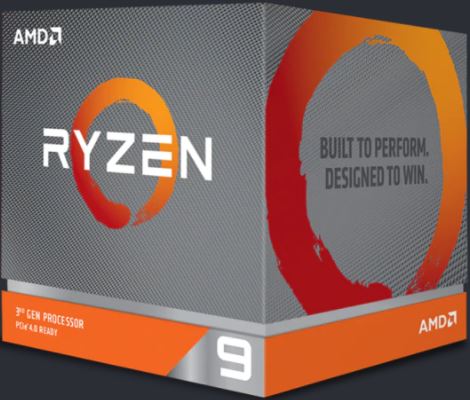 AMD
RYZEN
3rd GEN PROCESSOR
PCIe® 4.0 READY
9
BUILT TO PERFORM.
DESIGNED TO WIN.
AMD